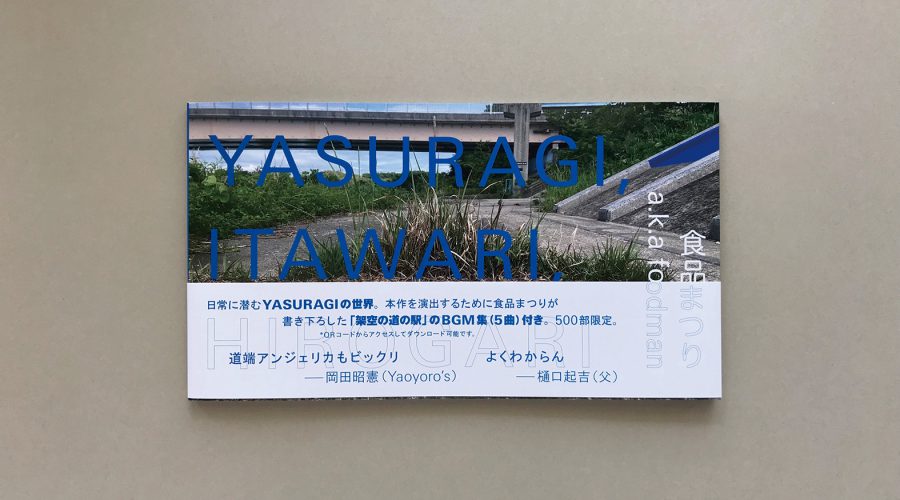 YASURAGI,
ITAWARI,
HIROGARI
食品まつり
a.k.a foodman
日常に潜むYASURAGIの世界。本作を演出するために食品まつりが
書き下ろした「架空の道の駅」のBGM集（5曲）付き。500部限定。
*QRコードからアクセスしてダウンロード可能です。
道端アンジェリカもビックリ
──岡田昭憲（Yaoyoro's）
よくわからん
──樋口起吉（父）